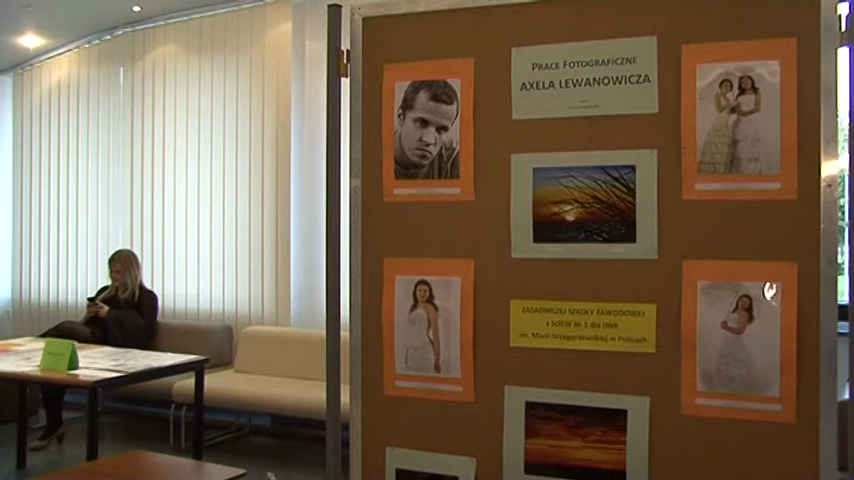 PRACE FOTOGRAFICZNE
AXELA LEWANOWICZA
ZASADNICZEJ SZKOŁY ZAWODOWEJ
z SOSW Nr 1 dla DNR
im. Marii Grzegorzewskiej w Policach